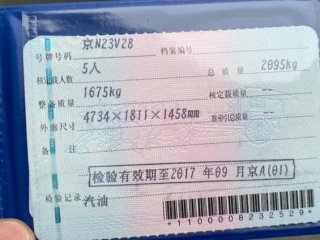 号牌号码 京N23V28 档案编号
核定载人数 5人 总质量 2095kg
整备质量 1675kg 核定载质量 --
外廓尺寸 4734×1811×1458 准牵引总质量 --
备注
检验有效期至2017 年09 月京A(01)
检验记录 汽油
*1100008232529*